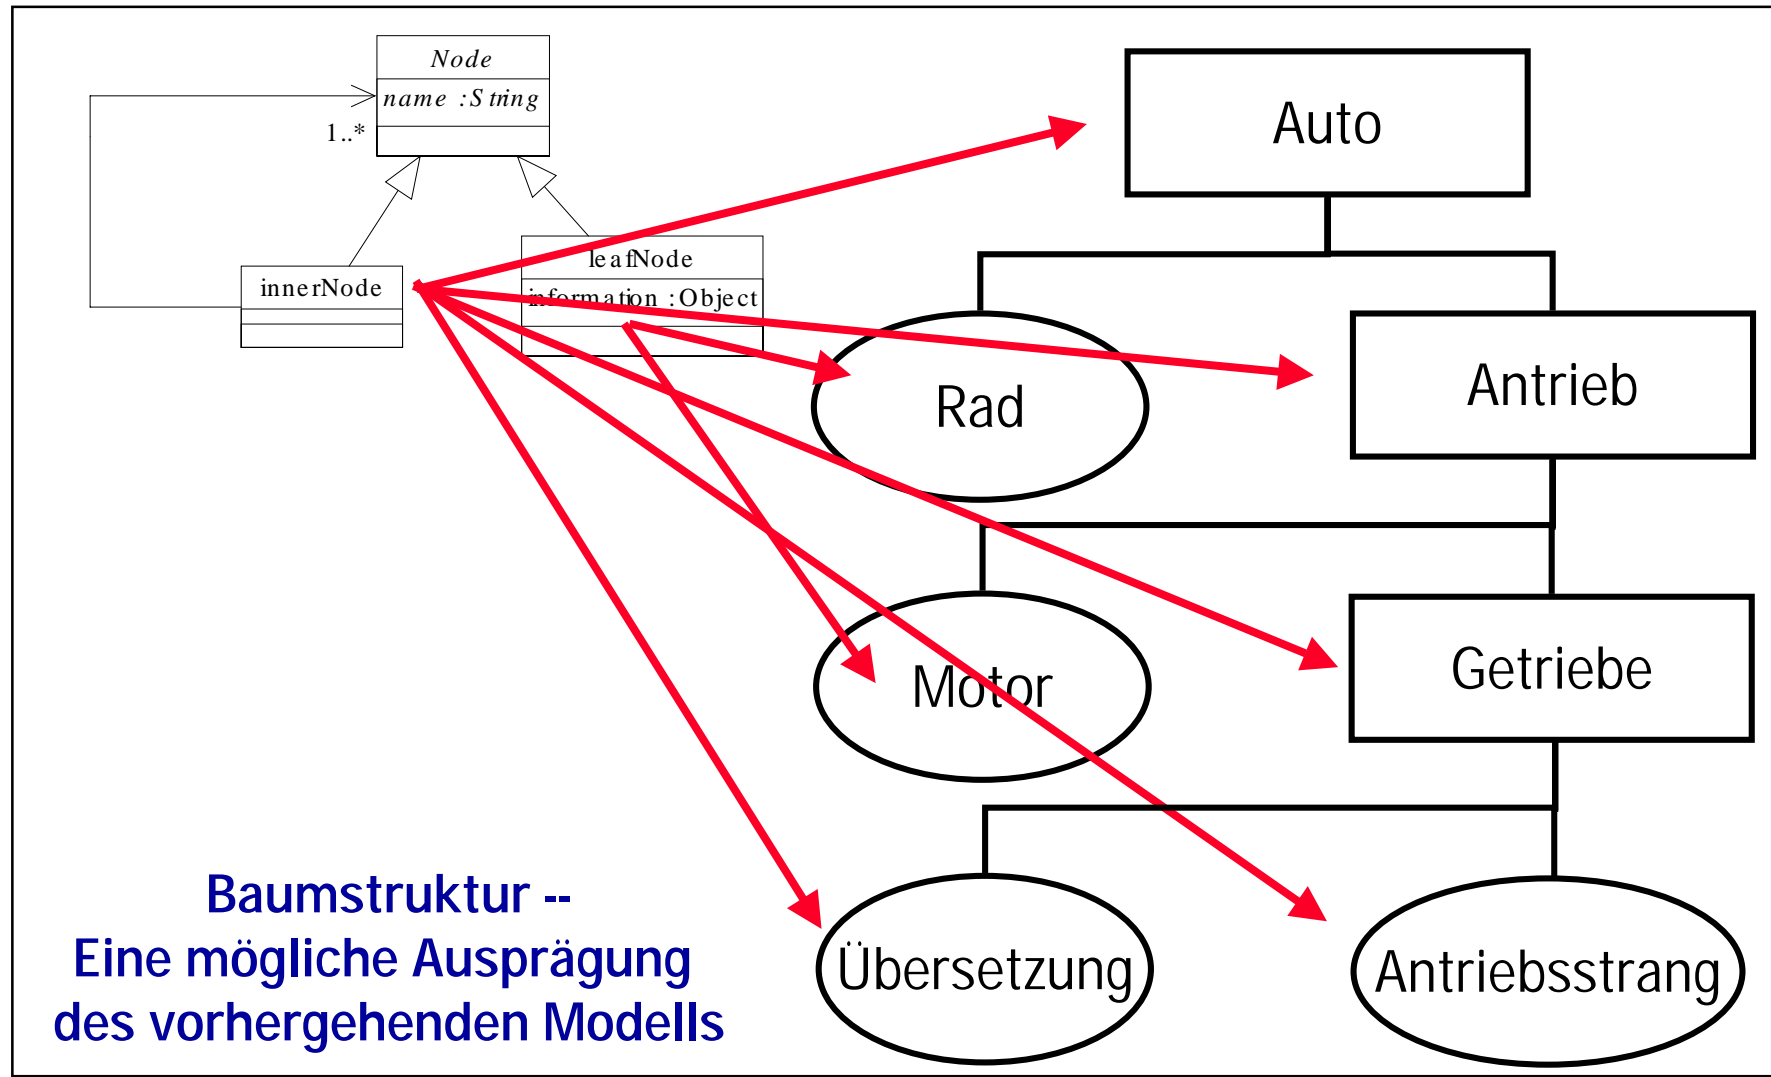 Node
name :String
1..*
innerNode
leafNode
information :Object
Auto
Rad
Antrieb
Motor
Getriebe
Übersetzung
Antriebsstrang
Baumstruktur --
Eine mögliche Ausprägung
des vorhergehenden Modells